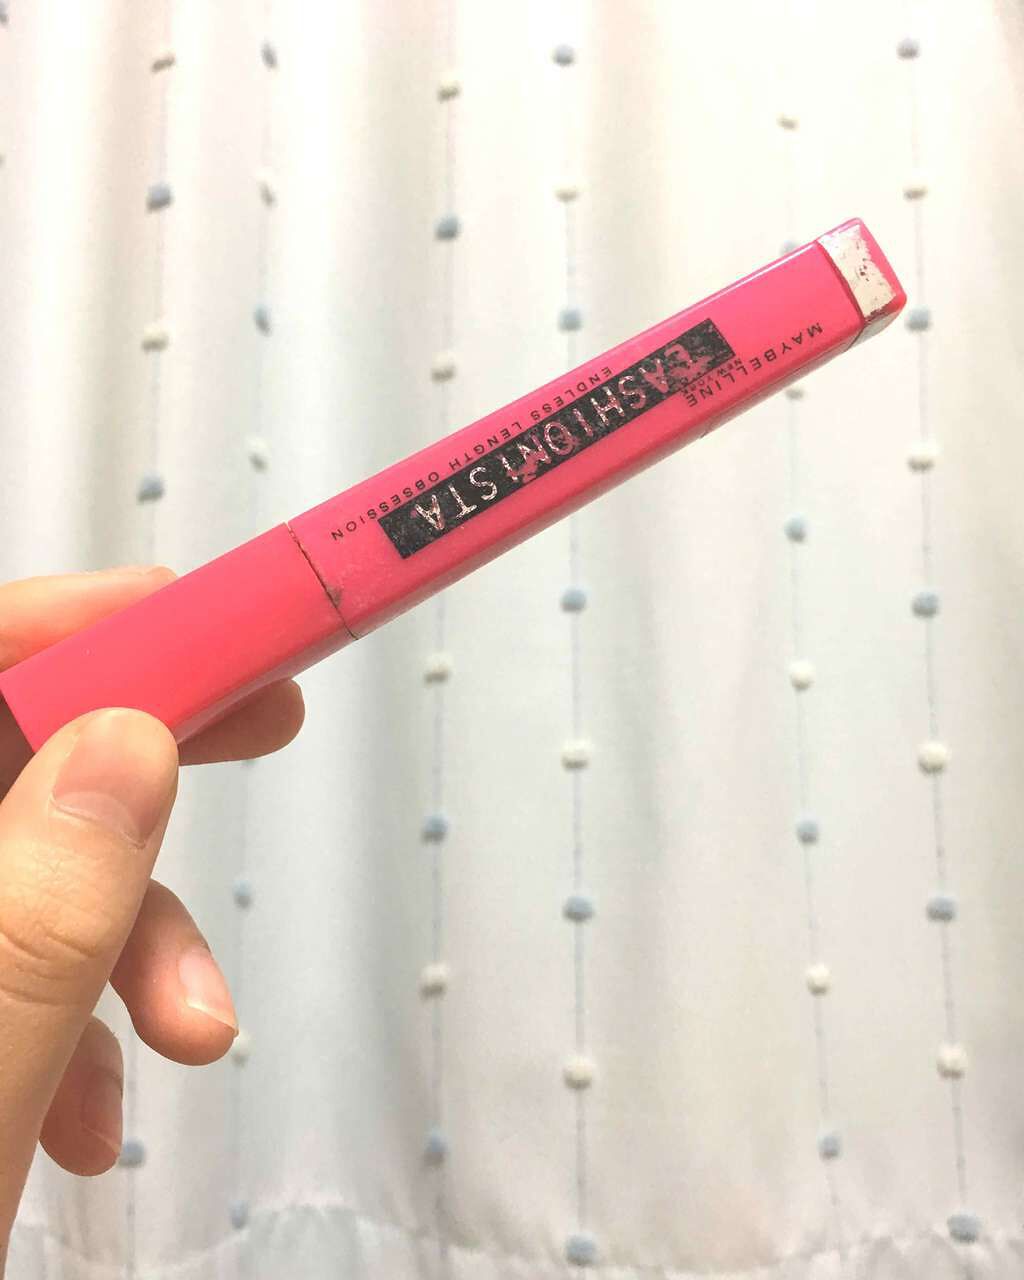 MAYBELLINE
NEW YORK
FASHIONISTA
ENDLESS LENGTH OBSESSION